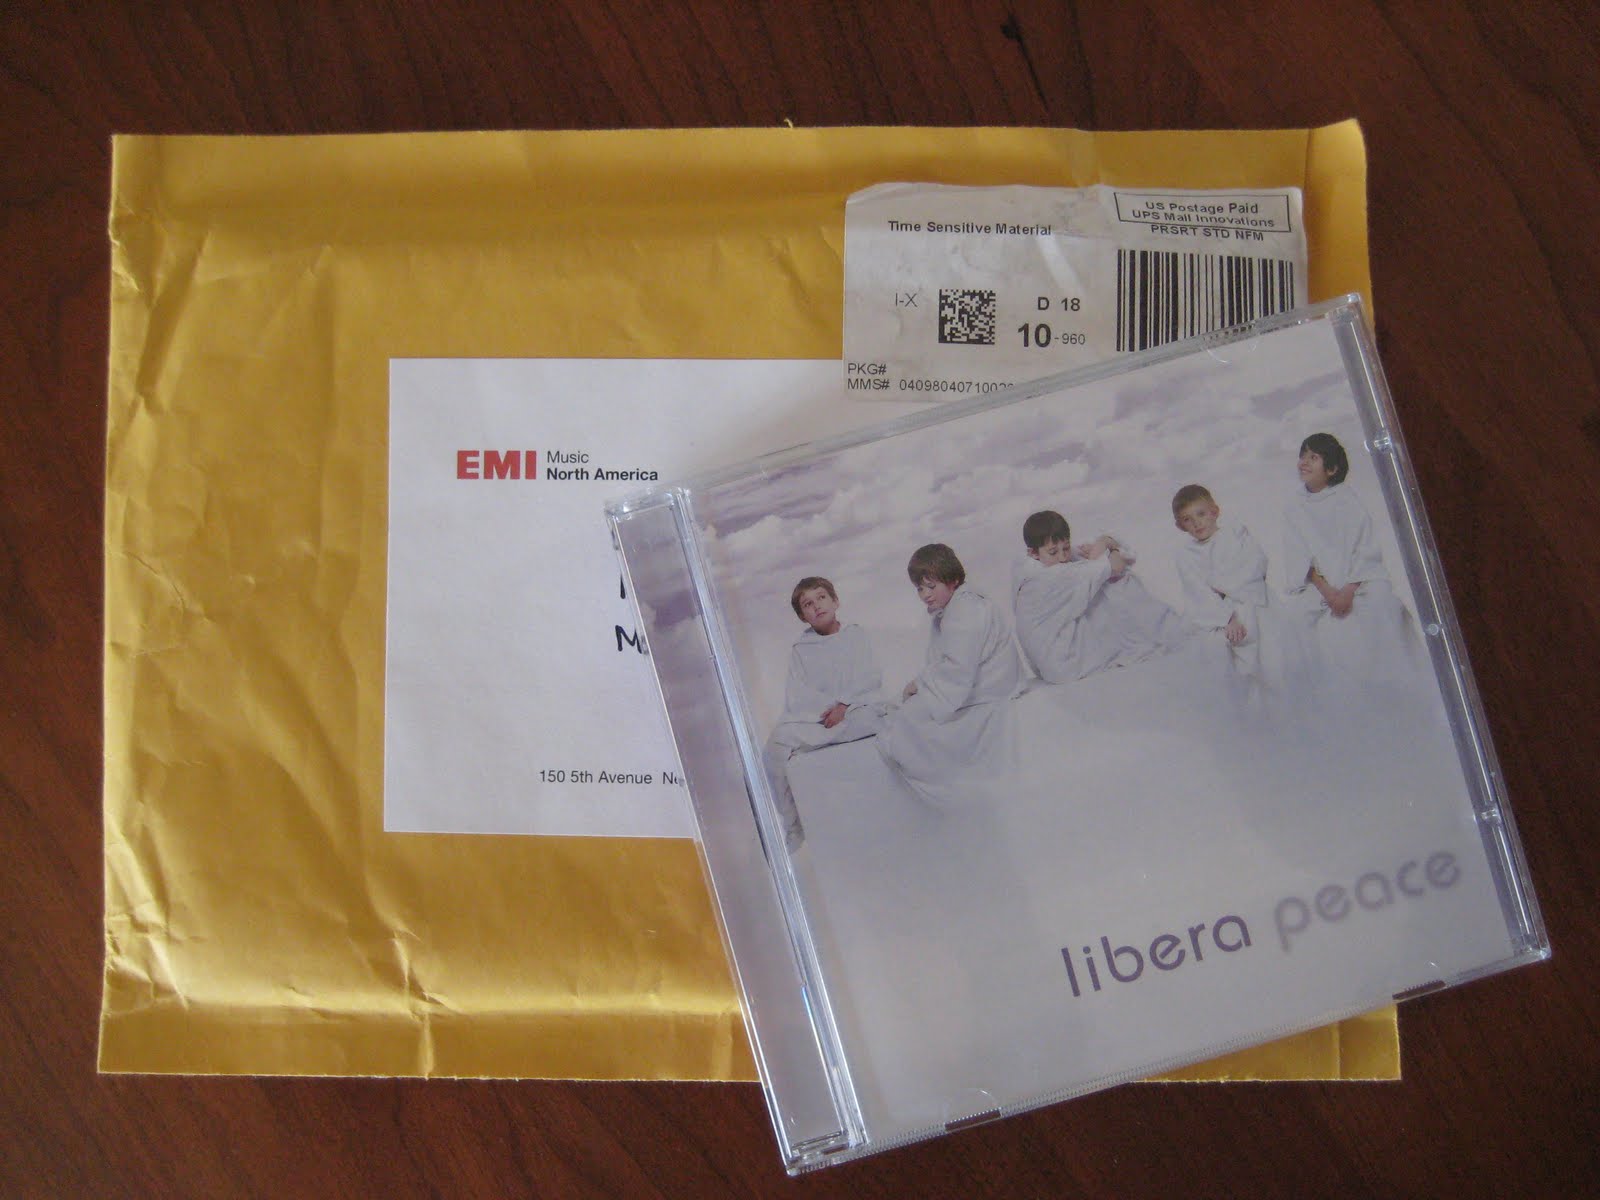 Time Sensitive Material
US Postage Paid
UPS Mail Innovations
PRSRT STD NFM
I-X
D 18
10-960
PKG#
MMS# 0409804071002
EMI Music
North America
150 5th Avenue
libera peace